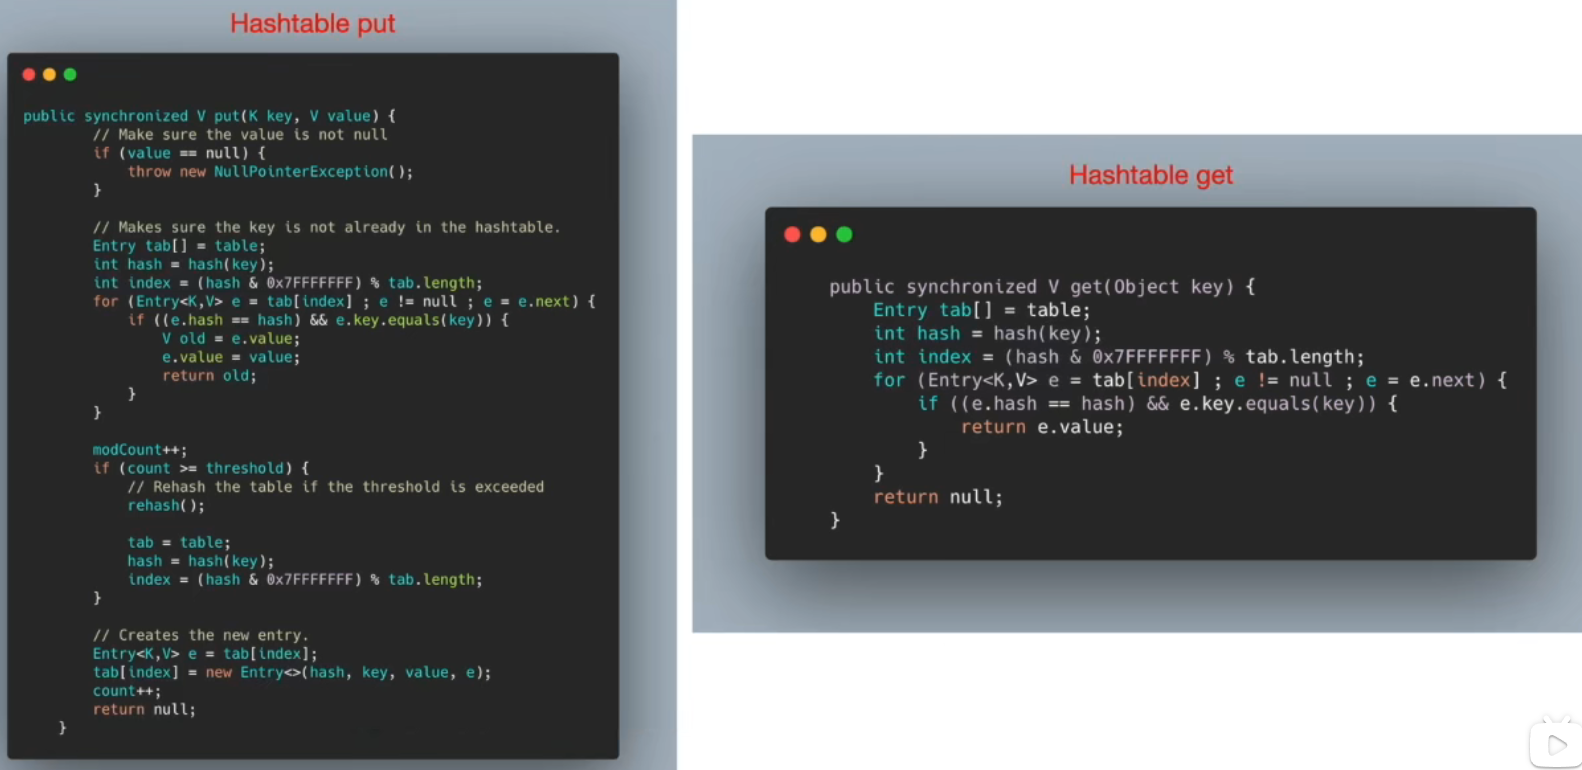 Hashtable put
public synchronized V put(K key, V value) {
// Make sure the value is not null
if (value == null) {
throw new NullPointerException();
}
// Makes sure the key is not already in the hashtable.
Entry tab[] = table;
int hash = hash(key);
int index = (hash & 0x7FFFFFFF) % tab.length;
for (Entry<K,V> e = tab[index] ; e != null ; e = e.next) {
if ((e.hash == hash) && e.key.equals(key)) {
V old = e.value;
e.value = value;
return old;
}
}
modCount++;
if (count >= threshold) {
// Rehash the table if the threshold is exceeded
rehash();
tab = table;
hash = hash(key);
index = (hash & 0x7FFFFFFF) % tab.length;
}
// Creates the new entry.
Entry<K,V> e = tab[index];
tab[index] = new Entry<>(hash, key, value, e);
count++;
return null;
}
Hashtable get
public synchronized V get(Object key) {
Entry tab[] = table;
int hash = hash(key);
int index = (hash & 0x7FFFFFFF) % tab.length;
for (Entry<K,V> e = tab[index] ; e != null ; e = e.next) {
if ((e.hash == hash) && e.key.equals(key)) {
return e.value;
}
}
return null;
}